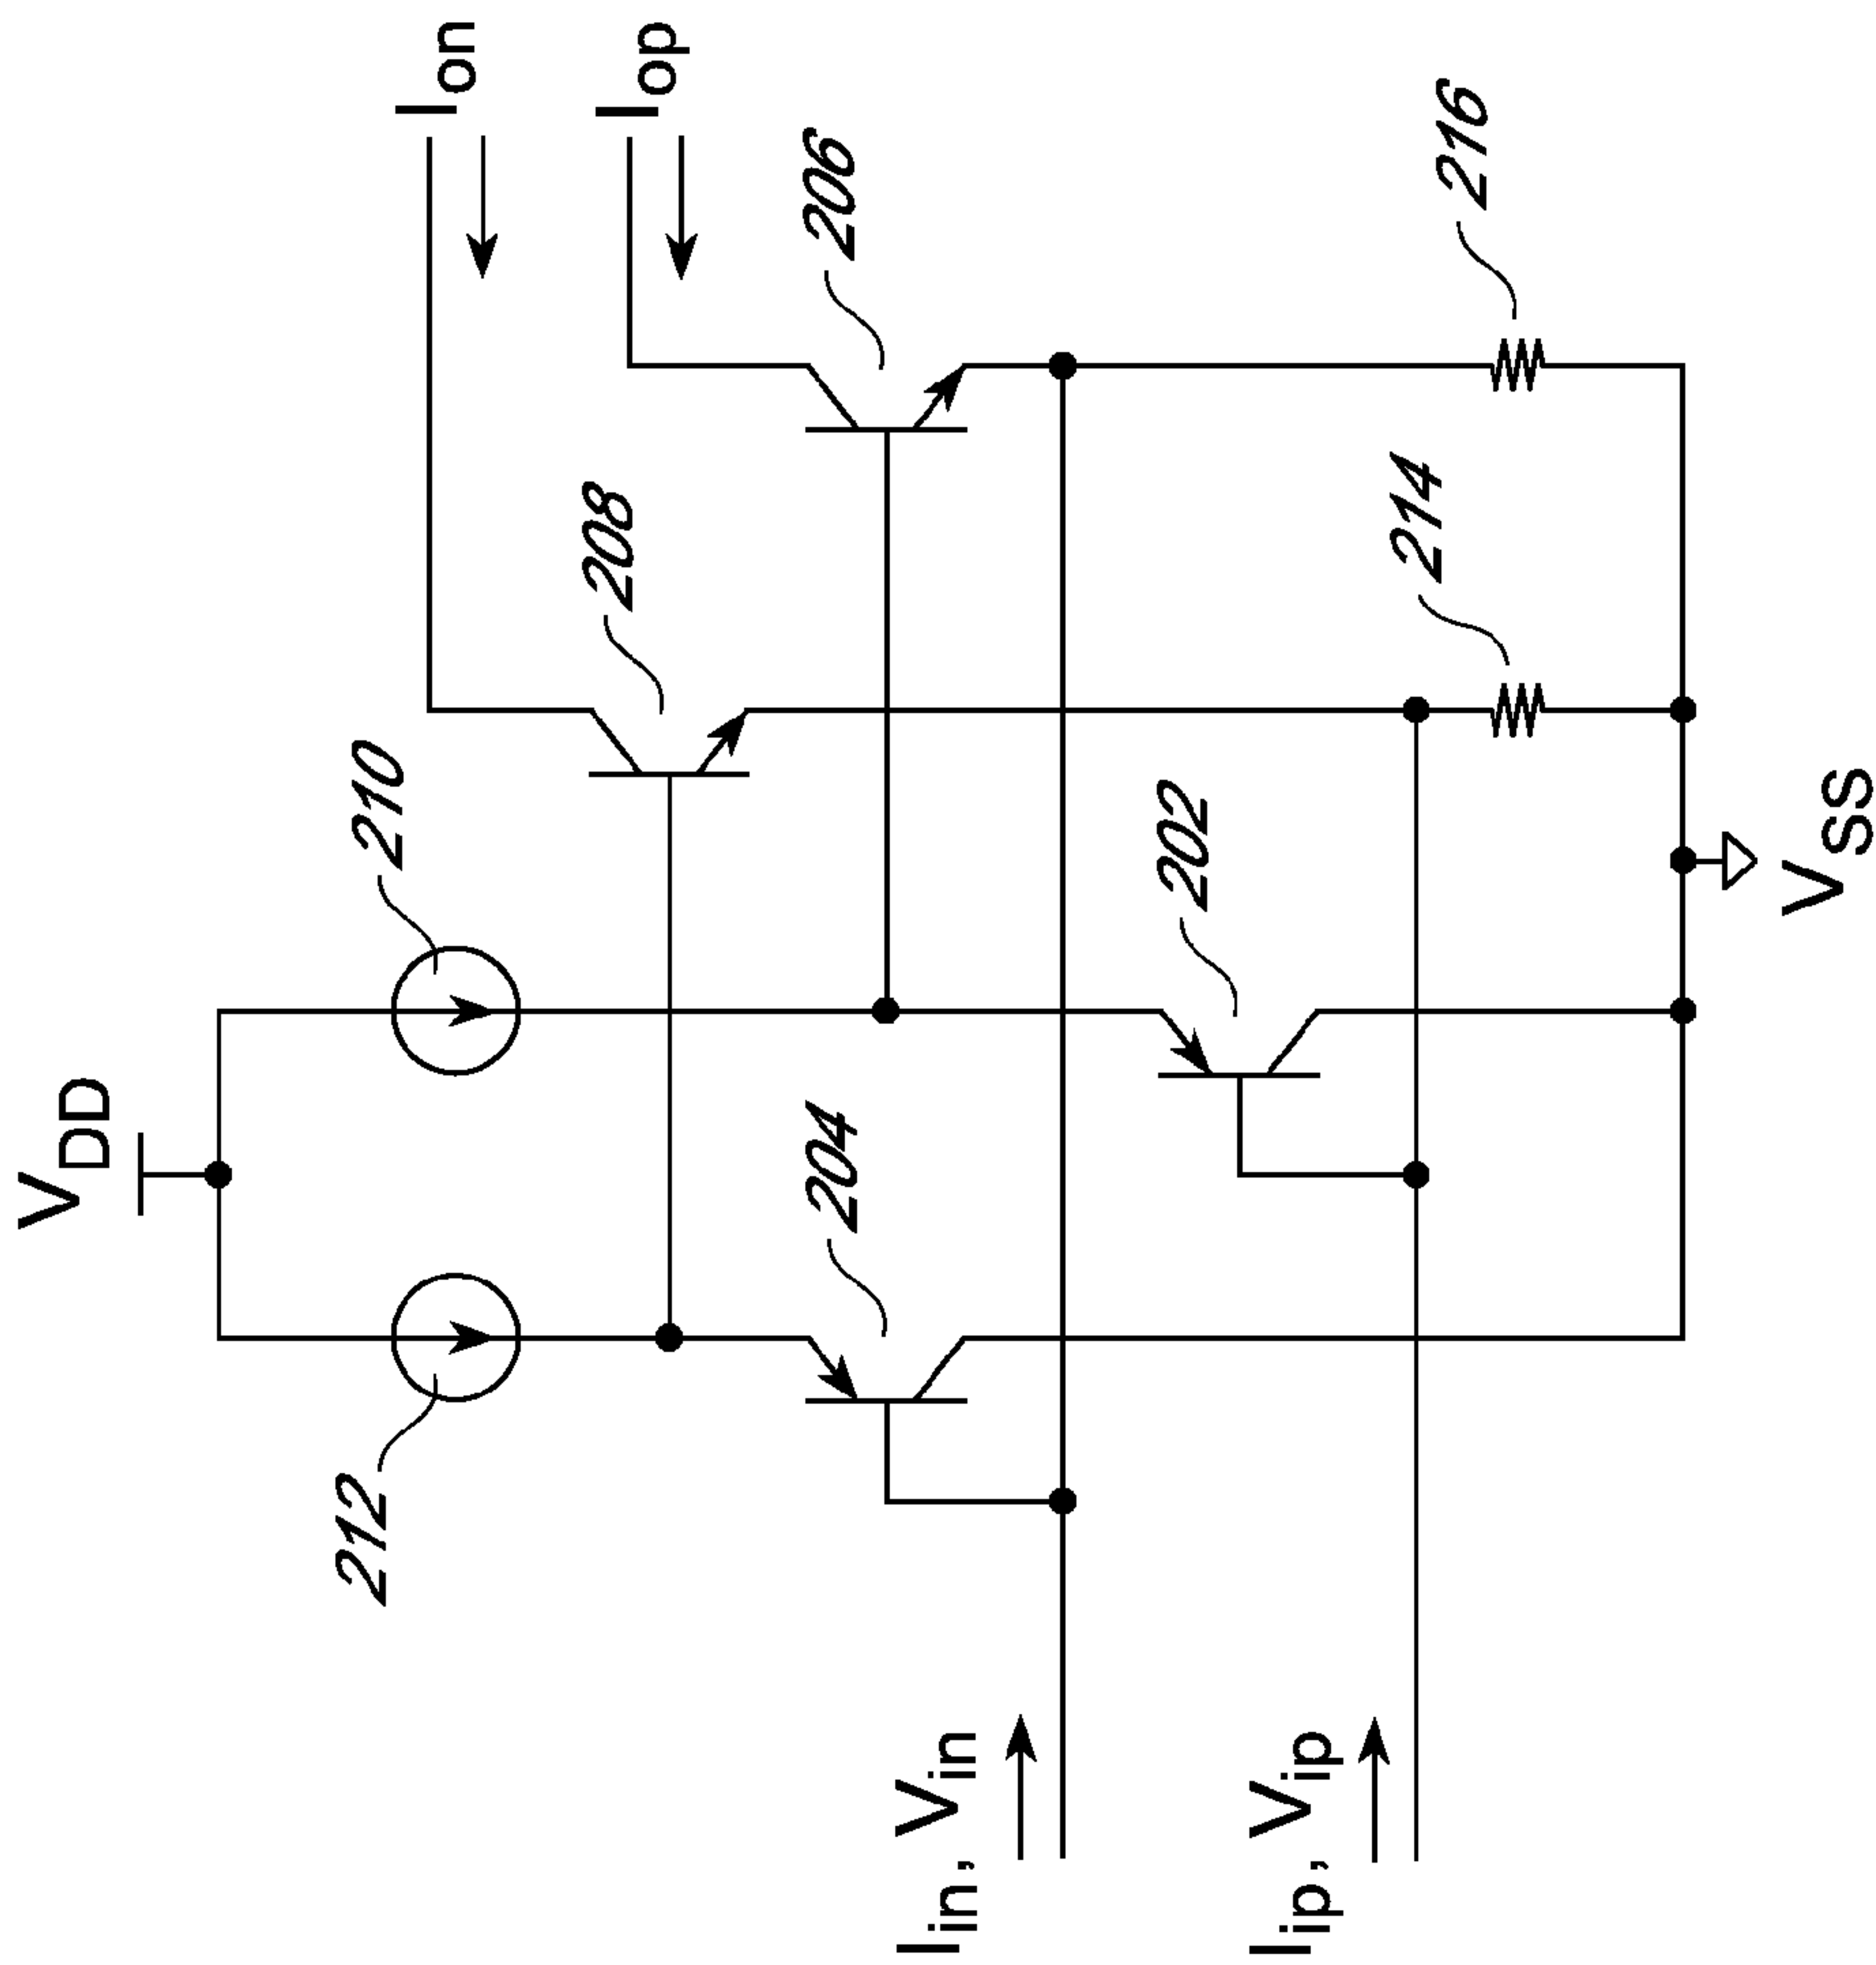 V_DD
212
210
I_on
I_op
208
206
204
202
214
216
I_in, V_in
I_ip, V_ip
V_SS